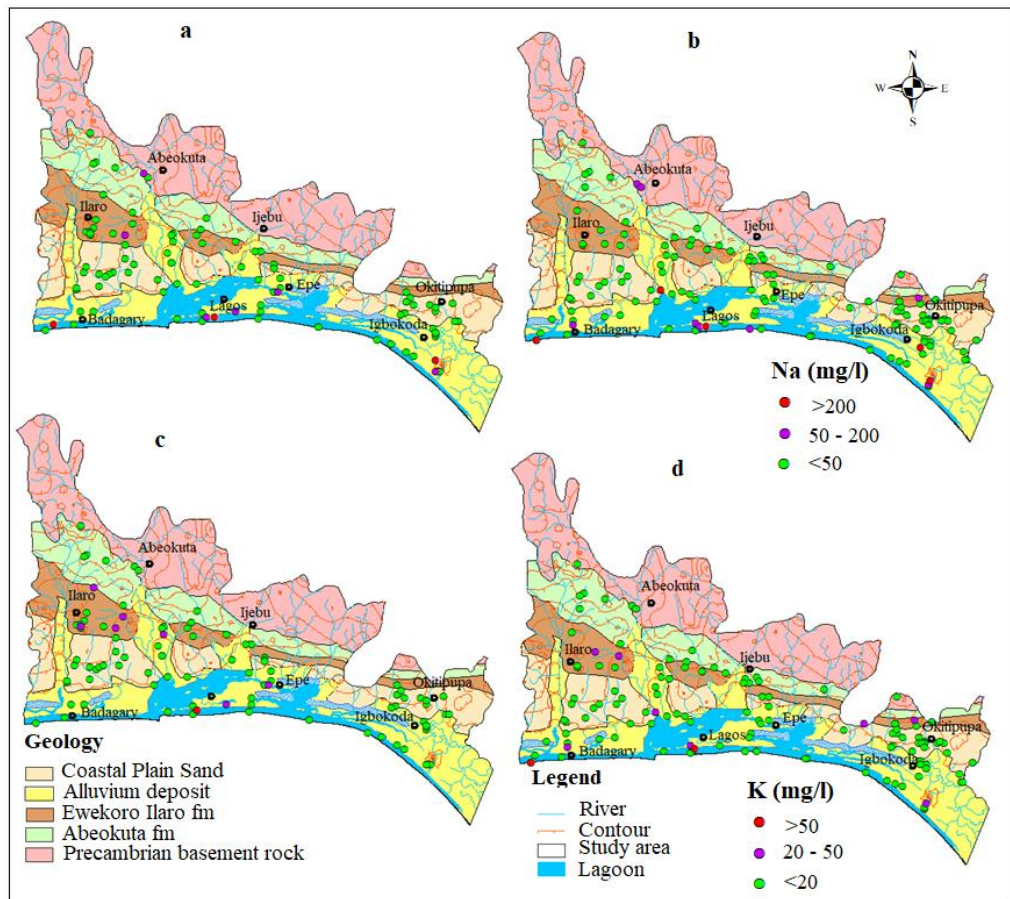 a
b
N
W E
S
Abeokuta
Ilaro
Ijebu
Epe
Okitipupa
Lagos
Badagary
Igbokoda
Abeokuta
Ilaro
Ijebu
Epe
Okitipupa
Lagos
Badagary
Igbokoda
Na (mg/l)
>200
50 - 200
<50
c
d
Abeokuta
Ilaro
Ijebu
Epe
Okitipupa
Badagary
Igbokoda
Abeokuta
Ilaro
Ijebu
Epe
Okitipupa
Lagos
Badagary
Igbokoda
Geology
Coastal Plain Sand
Alluvium deposit
Ewekoro Ilaro fm
Abeokuta fm
Precambrian basement rock
Legend
River
Contour
Study area
Lagoon
K (mg/l)
>50
20 - 50
<20